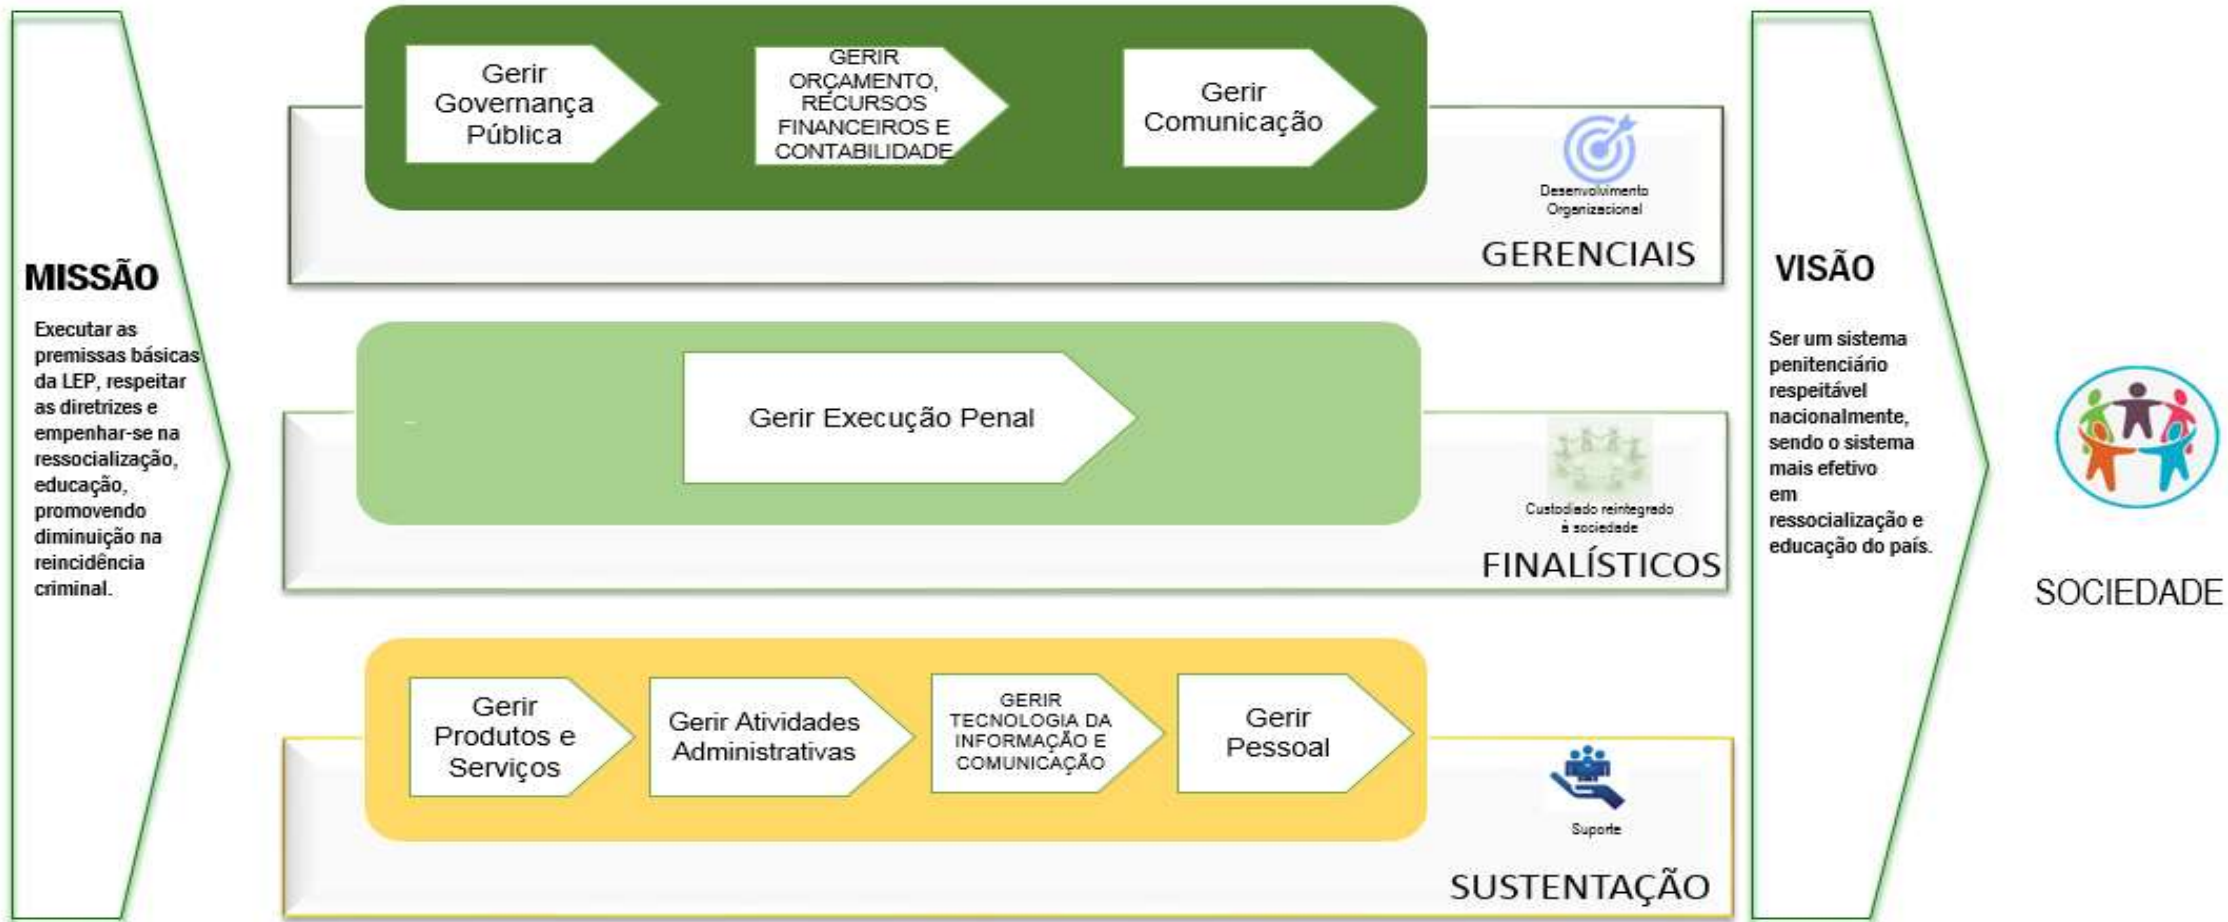 MISSÃO
Executar as
premissas básicas
da LEP, respeitar
as diretrizes e
empenhar-se na
ressocialização,
educação,
promovendo
diminuição na
reincidência
criminal.
Gerir
Governança
Pública
GERIR
ORÇAMENTO,
RECURSOS
FINANCEIROS E
CONTABILIDADE
Gerir
Comunicação
Desenvolvimento
Organizacional
GERENCIAIS
Gerir Execução Penal
Custodiado reintegrado
à sociedade
FINALÍSTICOS
Gerir
Produtos e
Serviços
Gerir Atividades
Administrativas
GERIR
TECNOLOGIA DA
INFORMAÇÃO E
COMUNICAÇÃO
Gerir
Pessoal
Suporte
SUSTENTAÇÃO
VISÃO
Ser um sistema
penitenciário
respeitável
nacionalmente,
sendo o sistema
mais efetivo
em
ressocialização e
educação do país.
SOCIEDADE